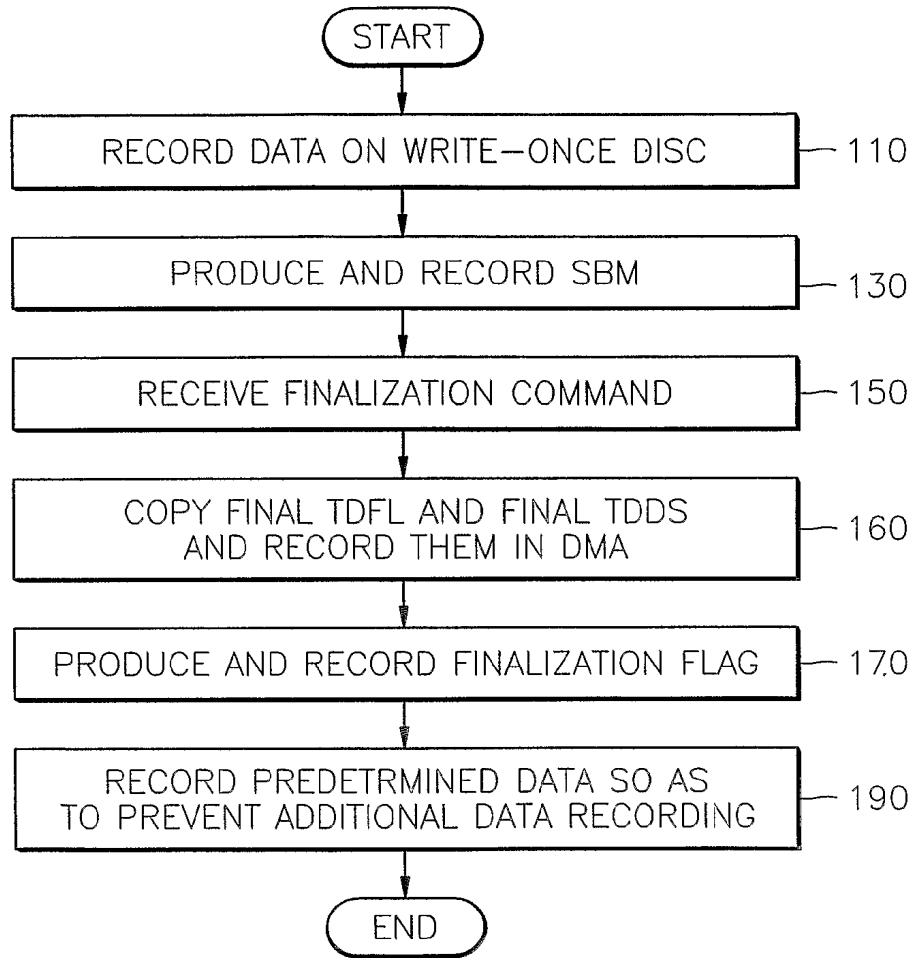 START
RECORD DATA ON WRITE-ONCE DISC
110
PRODUCE AND RECORD SBM
130
RECEIVE FINALIZATION COMMAND
150
COPY FINAL TDFL AND FINAL TDDS
AND RECORD THEM IN DMA
160
PRODUCE AND RECORD FINALIZATION FLAG
170
RECORD PREDETRMINED DATA SO AS
TO PREVENT ADDITIONAL DATA RECORDING
190
END